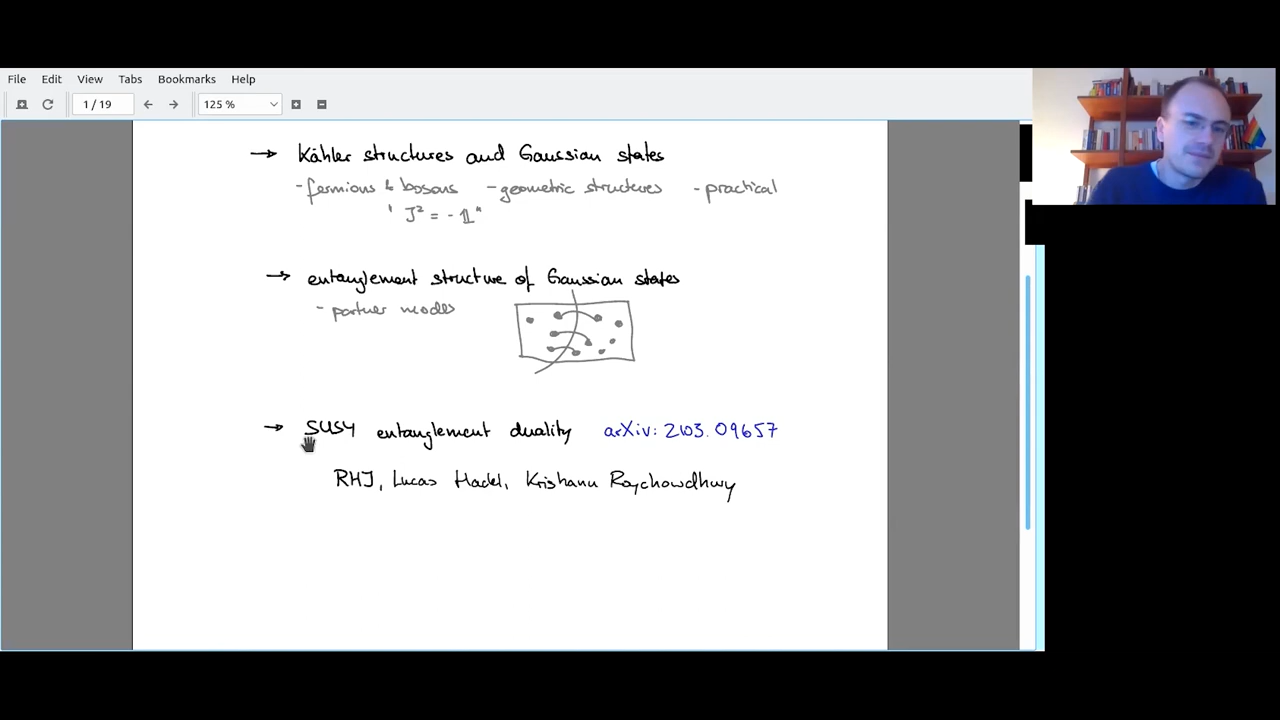 File Edit View Tabs Bookmarks Help
1 / 19 125 %
→ Kähler structures and Gaussian states
- fermions & bosons - geometric structures - practical
"J² = -𝟙"
→ entanglement structure of Gaussian states
- partner modes
→ SUSY entanglement duality arXiv: 2103.09657
RHJ, Lucas Hackl, Krishanu Roychowdhury